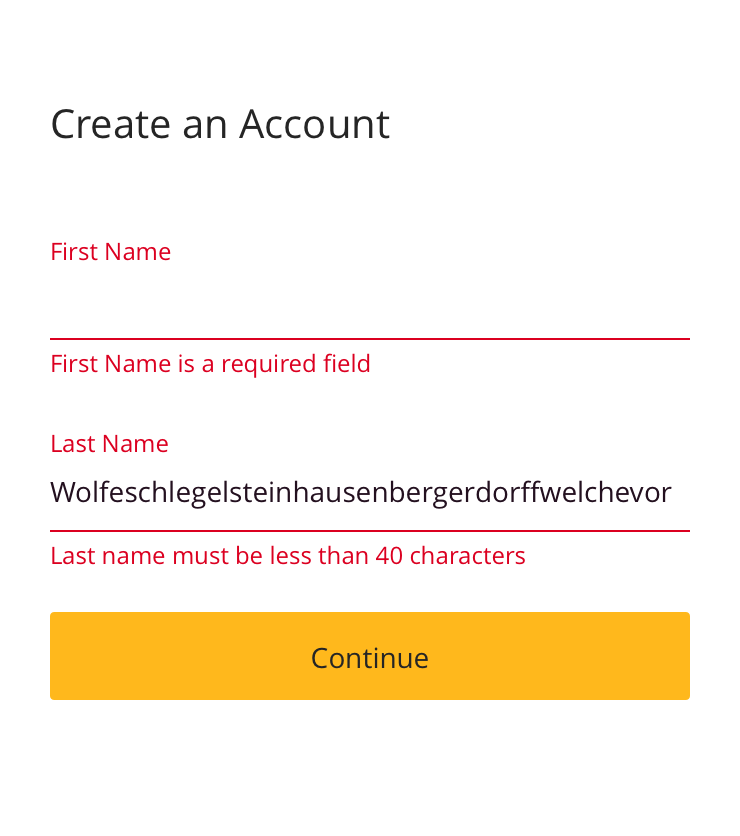 Create an Account
First Name
First Name is a required field
Last Name
Wolfeschlegelsteinhausenbergerdorffwelchevor
Last name must be less than 40 characters
Continue